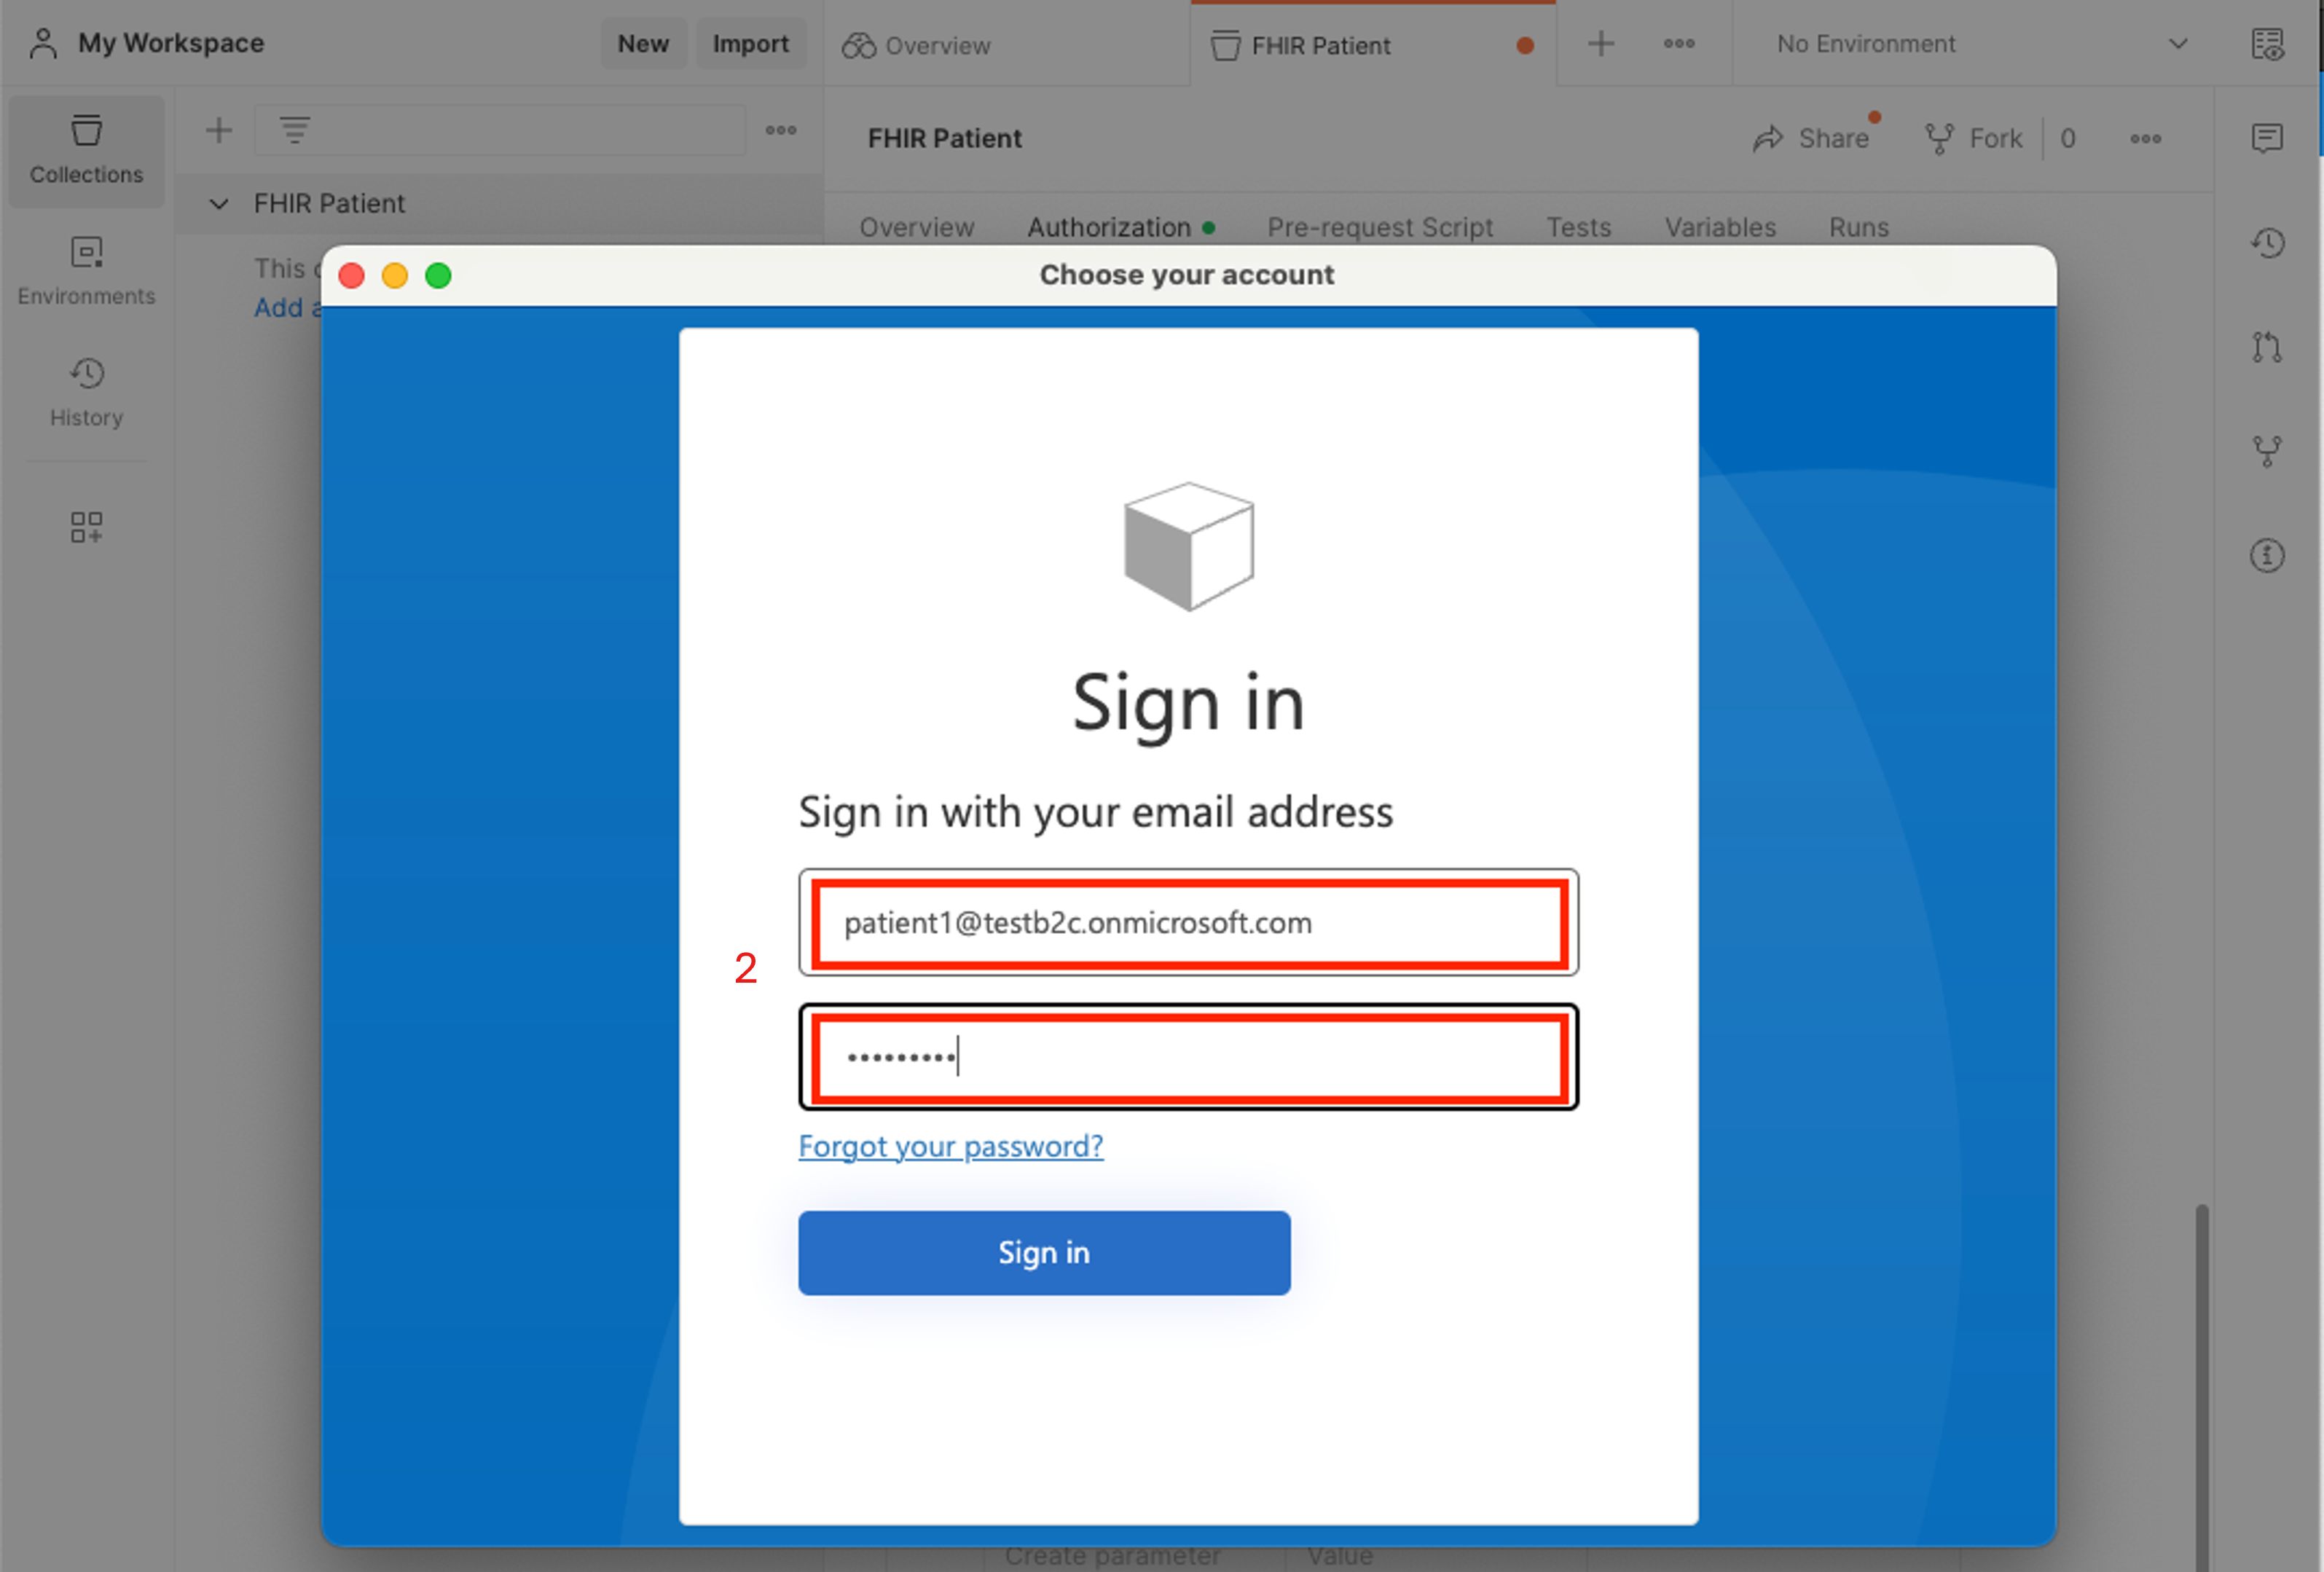 My Workspace
New
Import
Overview
FHIR Patient
No Environment
Collections
FHIR Patient
FHIR Patient
Share
Fork
0
Overview
Authorization
Pre-request Script
Tests
Variables
Runs
This
Choose your account
Environments
Add a
History
Sign in
Sign in with your email address
patient1@testb2c.onmicrosoft.com
2
•••••••••
Forgot your password?
Sign in
Create parameter
Value